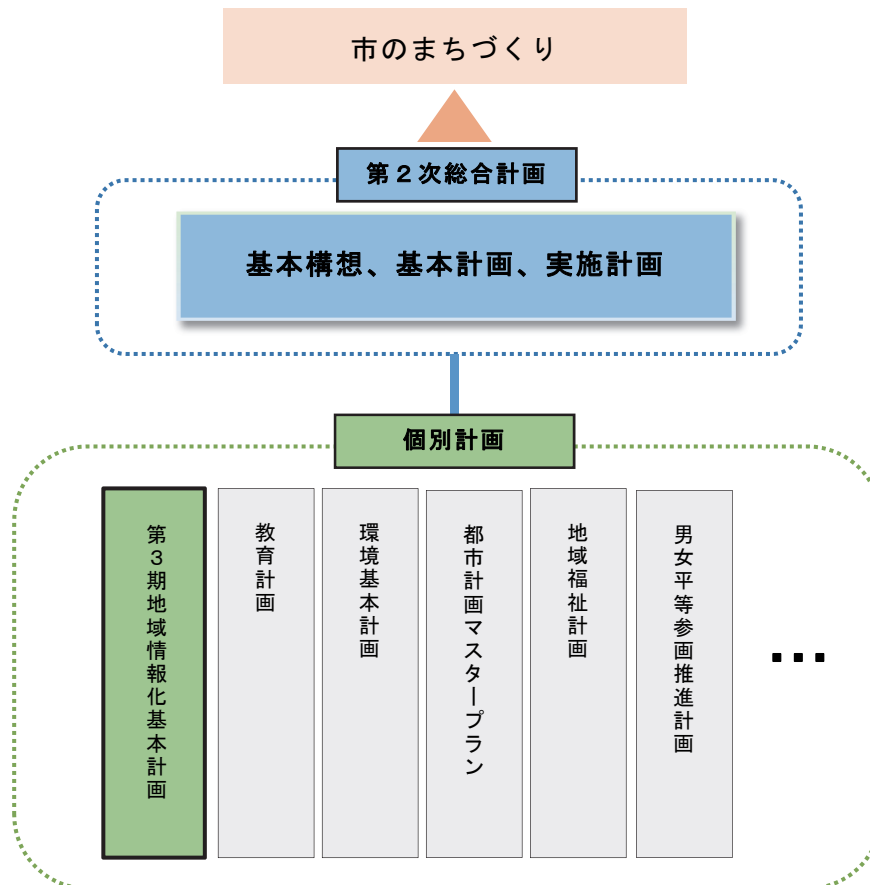 市のまちづくり
第２次総合計画
基本構想、基本計画、実施計画
個別計画
第３期地域情報化基本計画
教育計画
環境基本計画
都市計画マスタープラン
地域福祉計画
男女平等参画推進計画
…